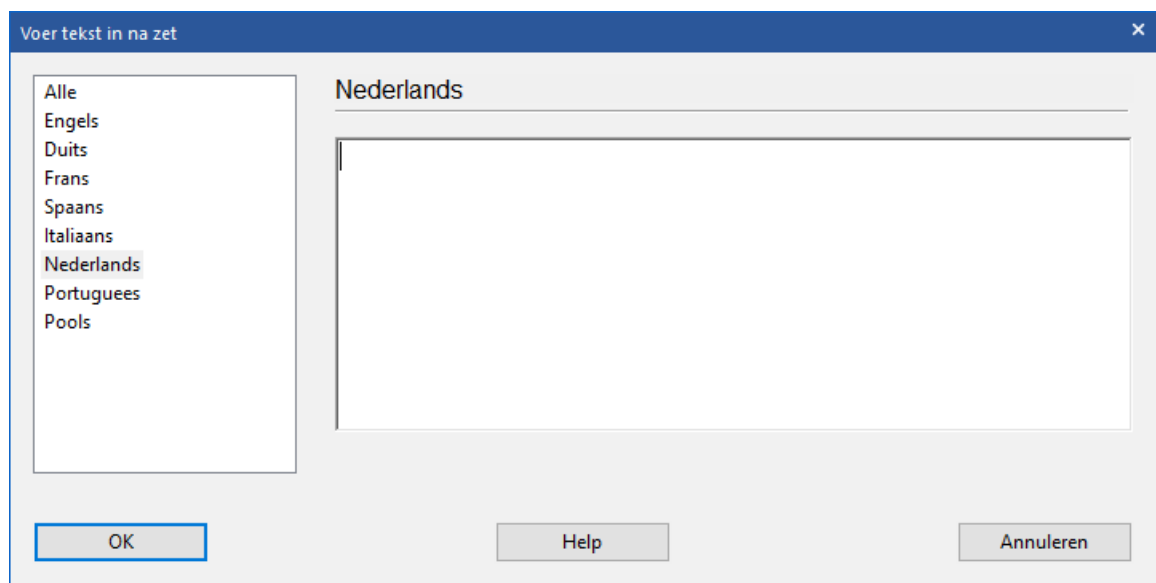 Voer tekst in na zet
Alle
Engels
Duits
Frans
Spaans
Italiaans
Nederlands
Portuguees
Pools
Nederlands
OK
Help
Annuleren